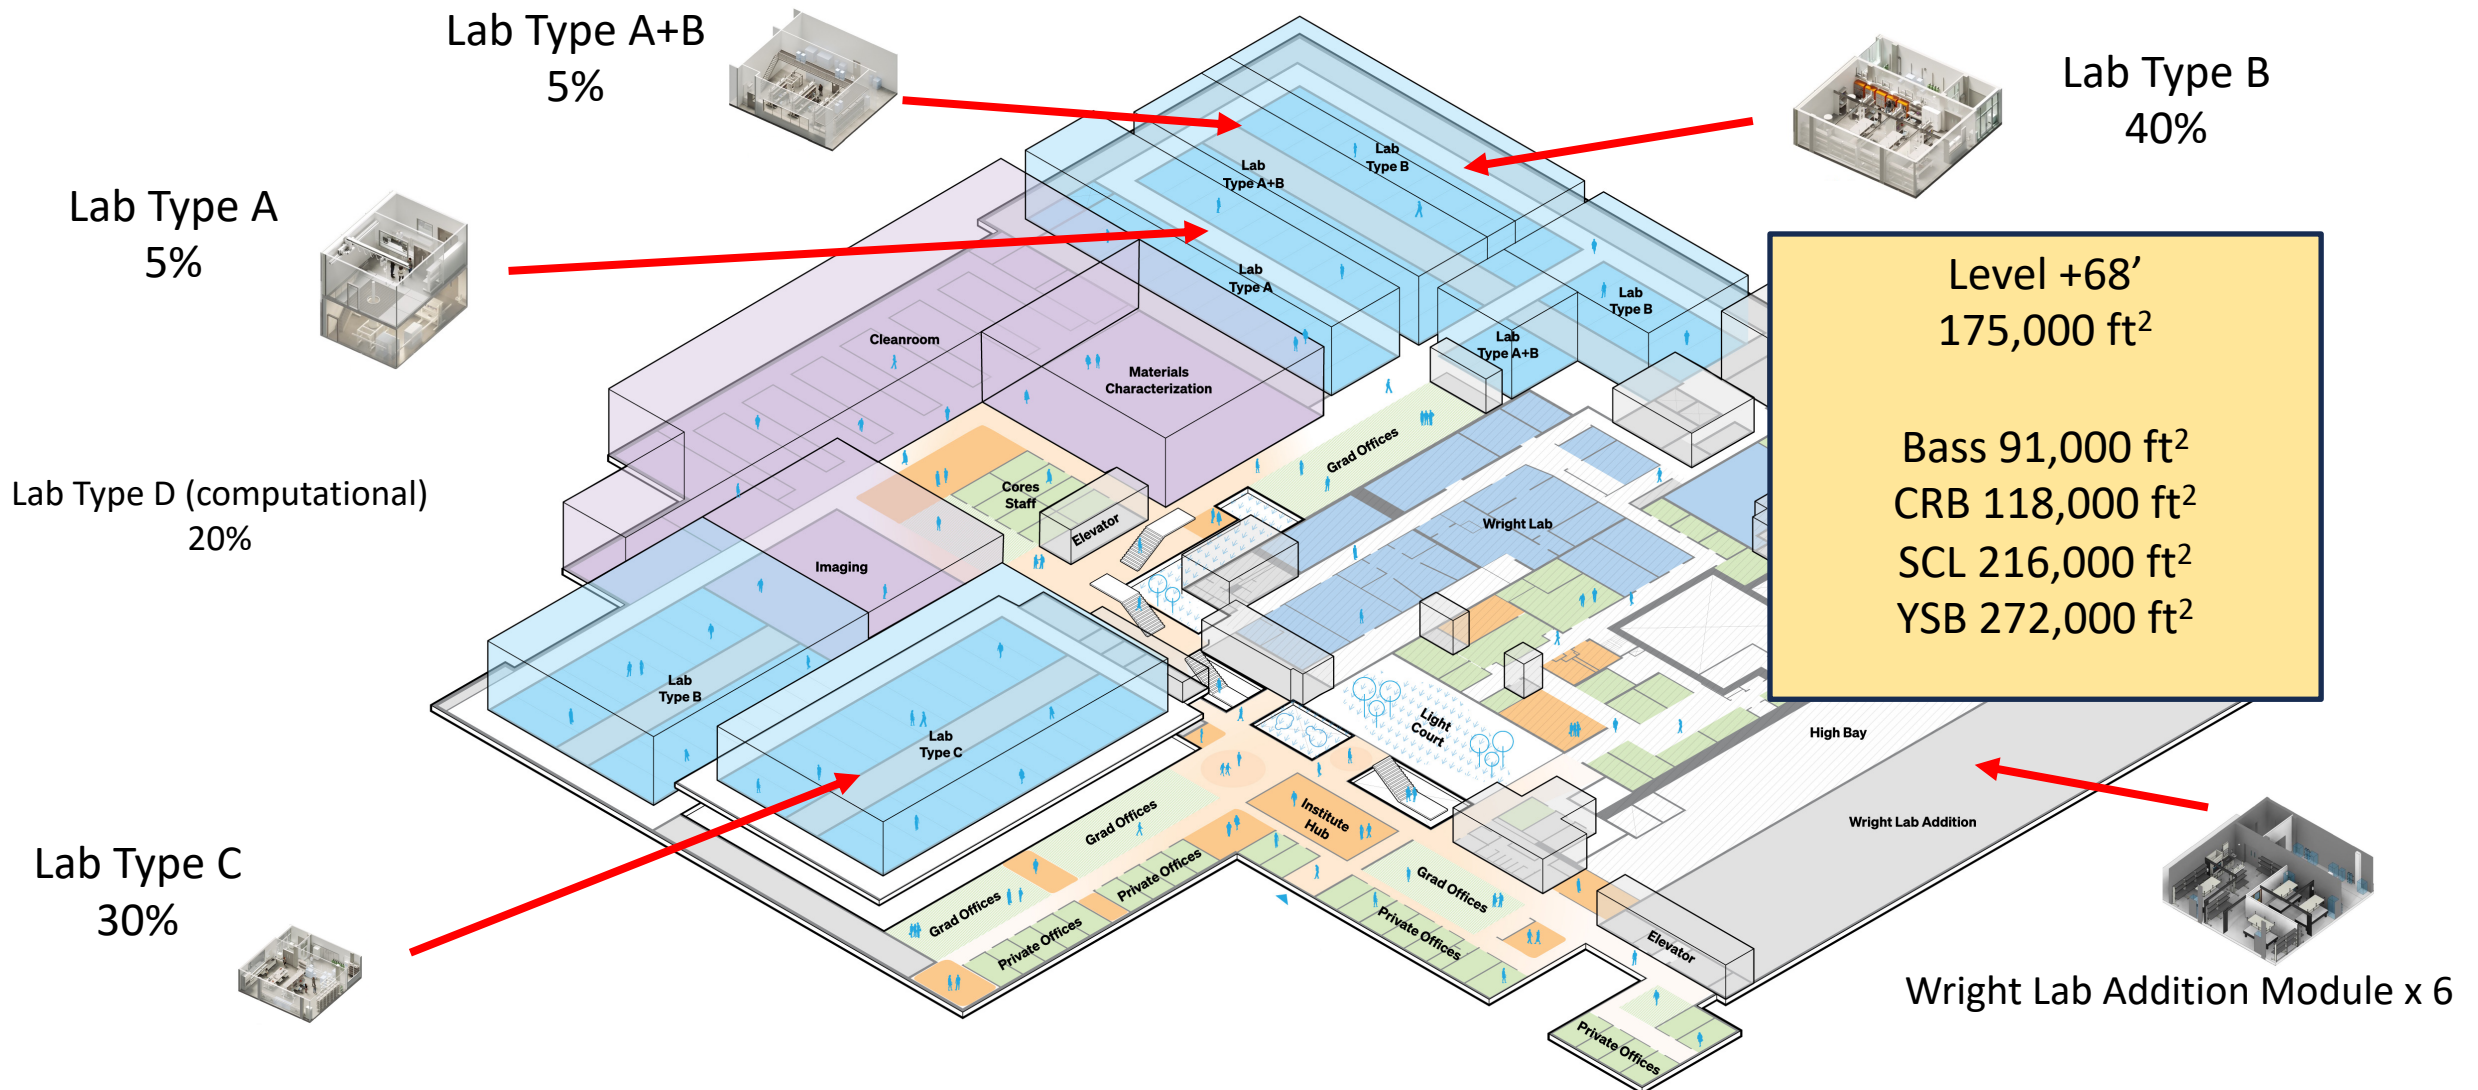 Lab Type A+B
5%
Lab Type B
40%
Lab Type A
5%
Lab Type D (computational)
20%
Lab Type C
30%
Level +68’
175,000 ft²
Bass 91,000 ft²
CRB 118,000 ft²
SCL 216,000 ft²
YSB 272,000 ft²
Wright Lab Addition Module x 6
Lab
Type B
Lab
Type A+B
Lab
Type A
Lab
Type B
Lab
Type A+B
Cleanroom
Materials
Characterization
Grad Offices
Cores
Staff
Elevator
Wright Lab
Imaging
Lab
Type B
Lab
Type C
Light
Court
High Bay
Wright Lab Addition
Grad Offices
Institute
Hub
Private Offices
Grad Offices
Grad Offices
Private Offices
Private Offices
Elevator
Private Offices